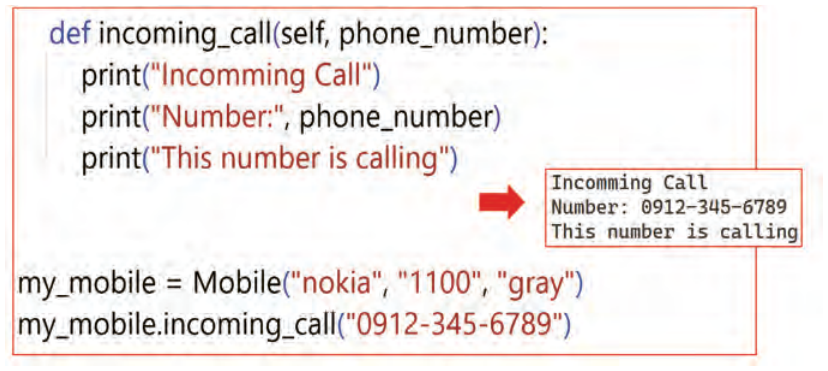 def incoming_call(self, phone_number):
print("Incomming Call")
print("Number:", phone_number)
print("This number is calling")
Incomming Call
Number: 0912-345-6789
This number is calling
my_mobile = Mobile("nokia", "1100", "gray")
my_mobile.incoming_call("0912-345-6789")